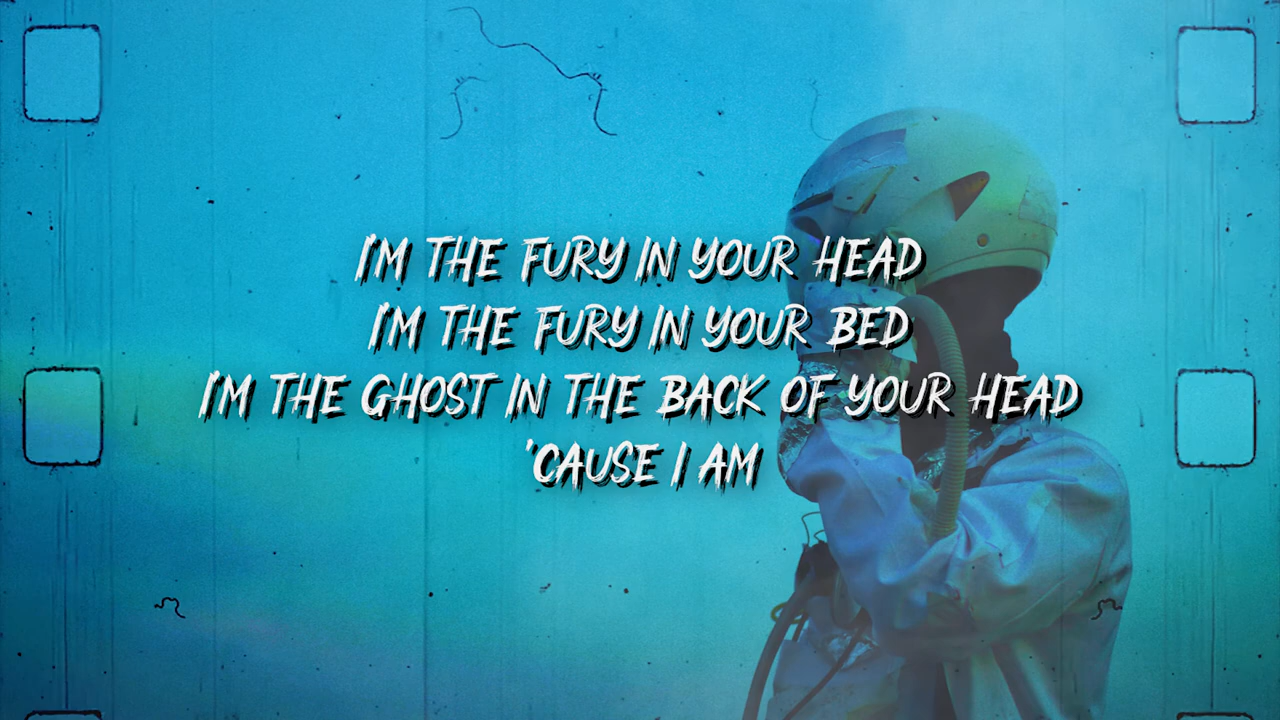 I'M THE FURY IN YOUR HEAD
I'M THE FURY IN YOUR BED
I'M THE GHOST IN THE BACK OF YOUR HEAD
'CAUSE I AM